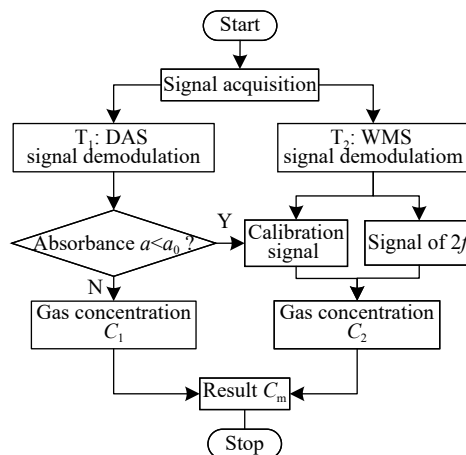 Start
Signal acquisition
T₁: DAS
signal demodulation
T₂: WMS
signal demodulatiom
Absorbance a<a₀ ?
Y
Calibration
signal
Signal of 2f
N
Gas concentration
C₁
Gas concentration
C₂
Result Cₘ
Stop